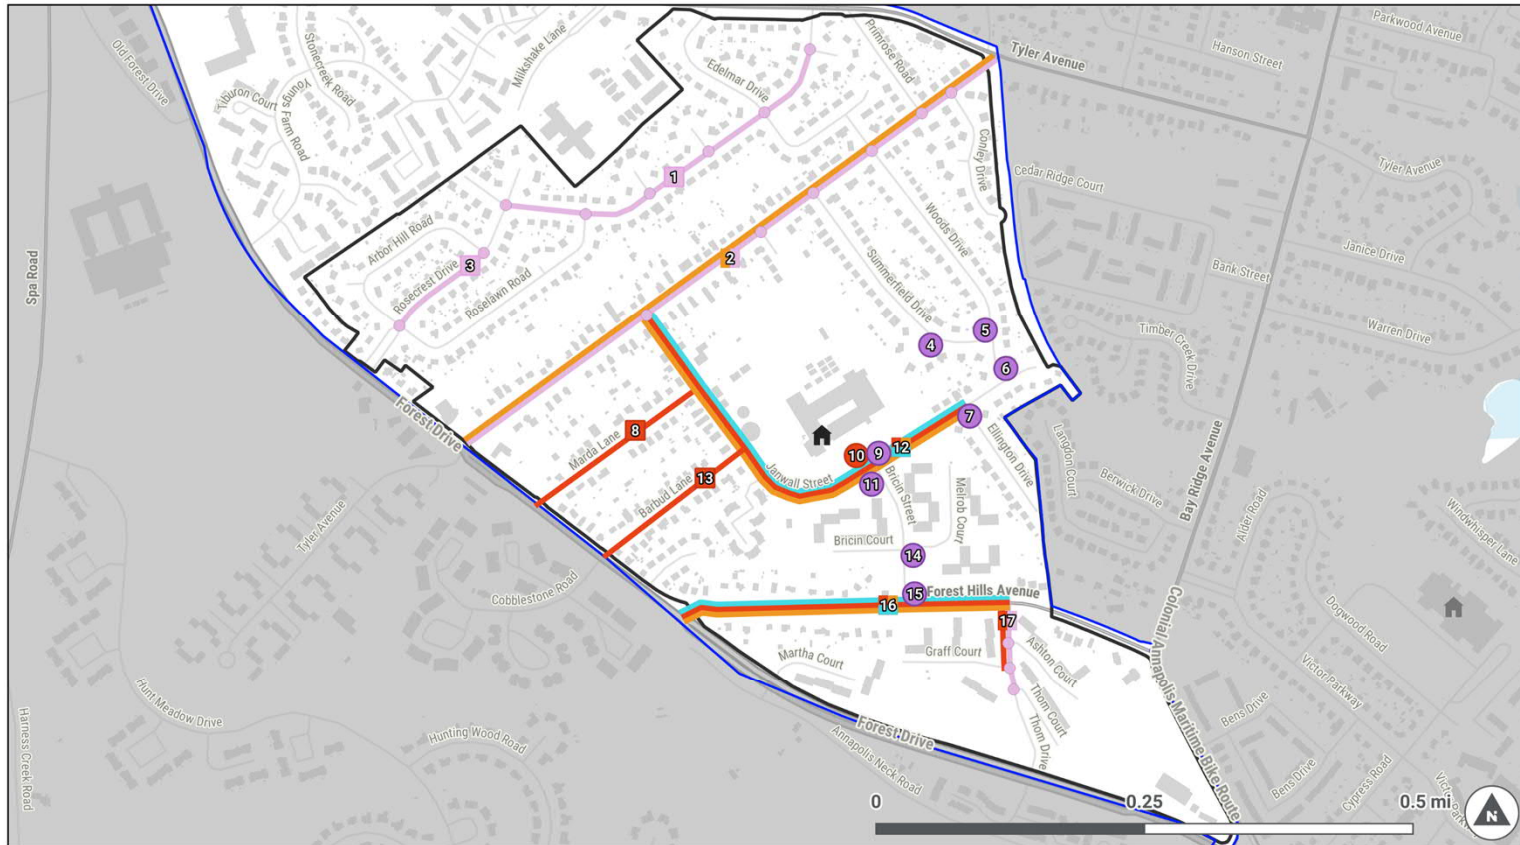 Parkwood Avenue
Hanson Street
Tyler Avenue
Primrose Road
Old Forest Drive
Stonecreek Road
Milkshake Lane
Edelmar Drive
Tiburon Court
Youngs Farm Road
Conley Drive
Tyler Avenue
Cedar Ridge Court
1
Woods Drive
Arbor Hill Road
Janice Drive
Spa Road
2
3
Rosecrest Drive
Roselawn Road
Summerfield Drive
Bank Street
5
4
Timber Creek Drive
Warren Drive
6
Forest Drive
7
8
Marda Lane
12
9
10
Ellington Drive
Langdon Court
13
Barbud Lane
Janwall Street
11
Bricin Street
Melrob Court
Berwick Drive
Bay Ridge Avenue
Alder Road
Windwhisper Lane
Tyler Avenue
Bricin Court
14
Cobblestone Road
15
Forest Hills Avenue
16
17
Colonial Annapolis Maritime Bike Route
Dogwood Road
Martha Court
Graff Court
Ashton Court
Thom Court
Thom Drive
Victor Parkway
Hunt Meadow Drive
Hunting Wood Road
Forest Drive
Bens Drive
Harness Creek Road
Annapolis Neck Road
Bens Drive
Cypress Road
0
0.25
0.5 mi
N